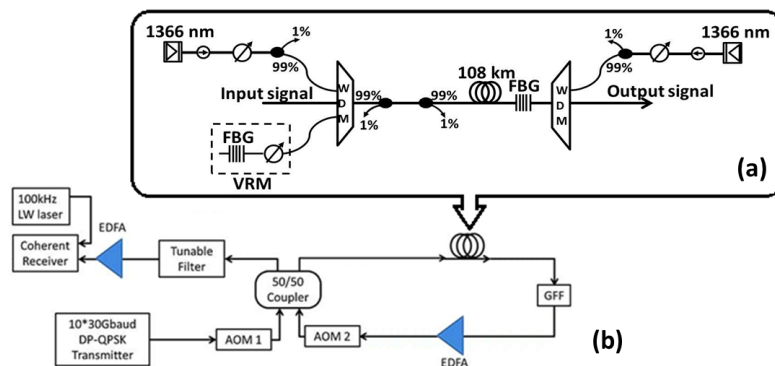 1366 nm
1%
99%
Input signal
W
D
M
99%
1%
99%
1%
108 km
FBG
W
D
M
99%
1%
1366 nm
Output signal
FBG
VRM
(a)
100kHz
LW laser
Coherent
Receiver
EDFA
Tunable
Filter
50/50
Coupler
GFF
10*30Gbaud
DP-QPSK
Transmitter
AOM 1
AOM 2
EDFA
(b)